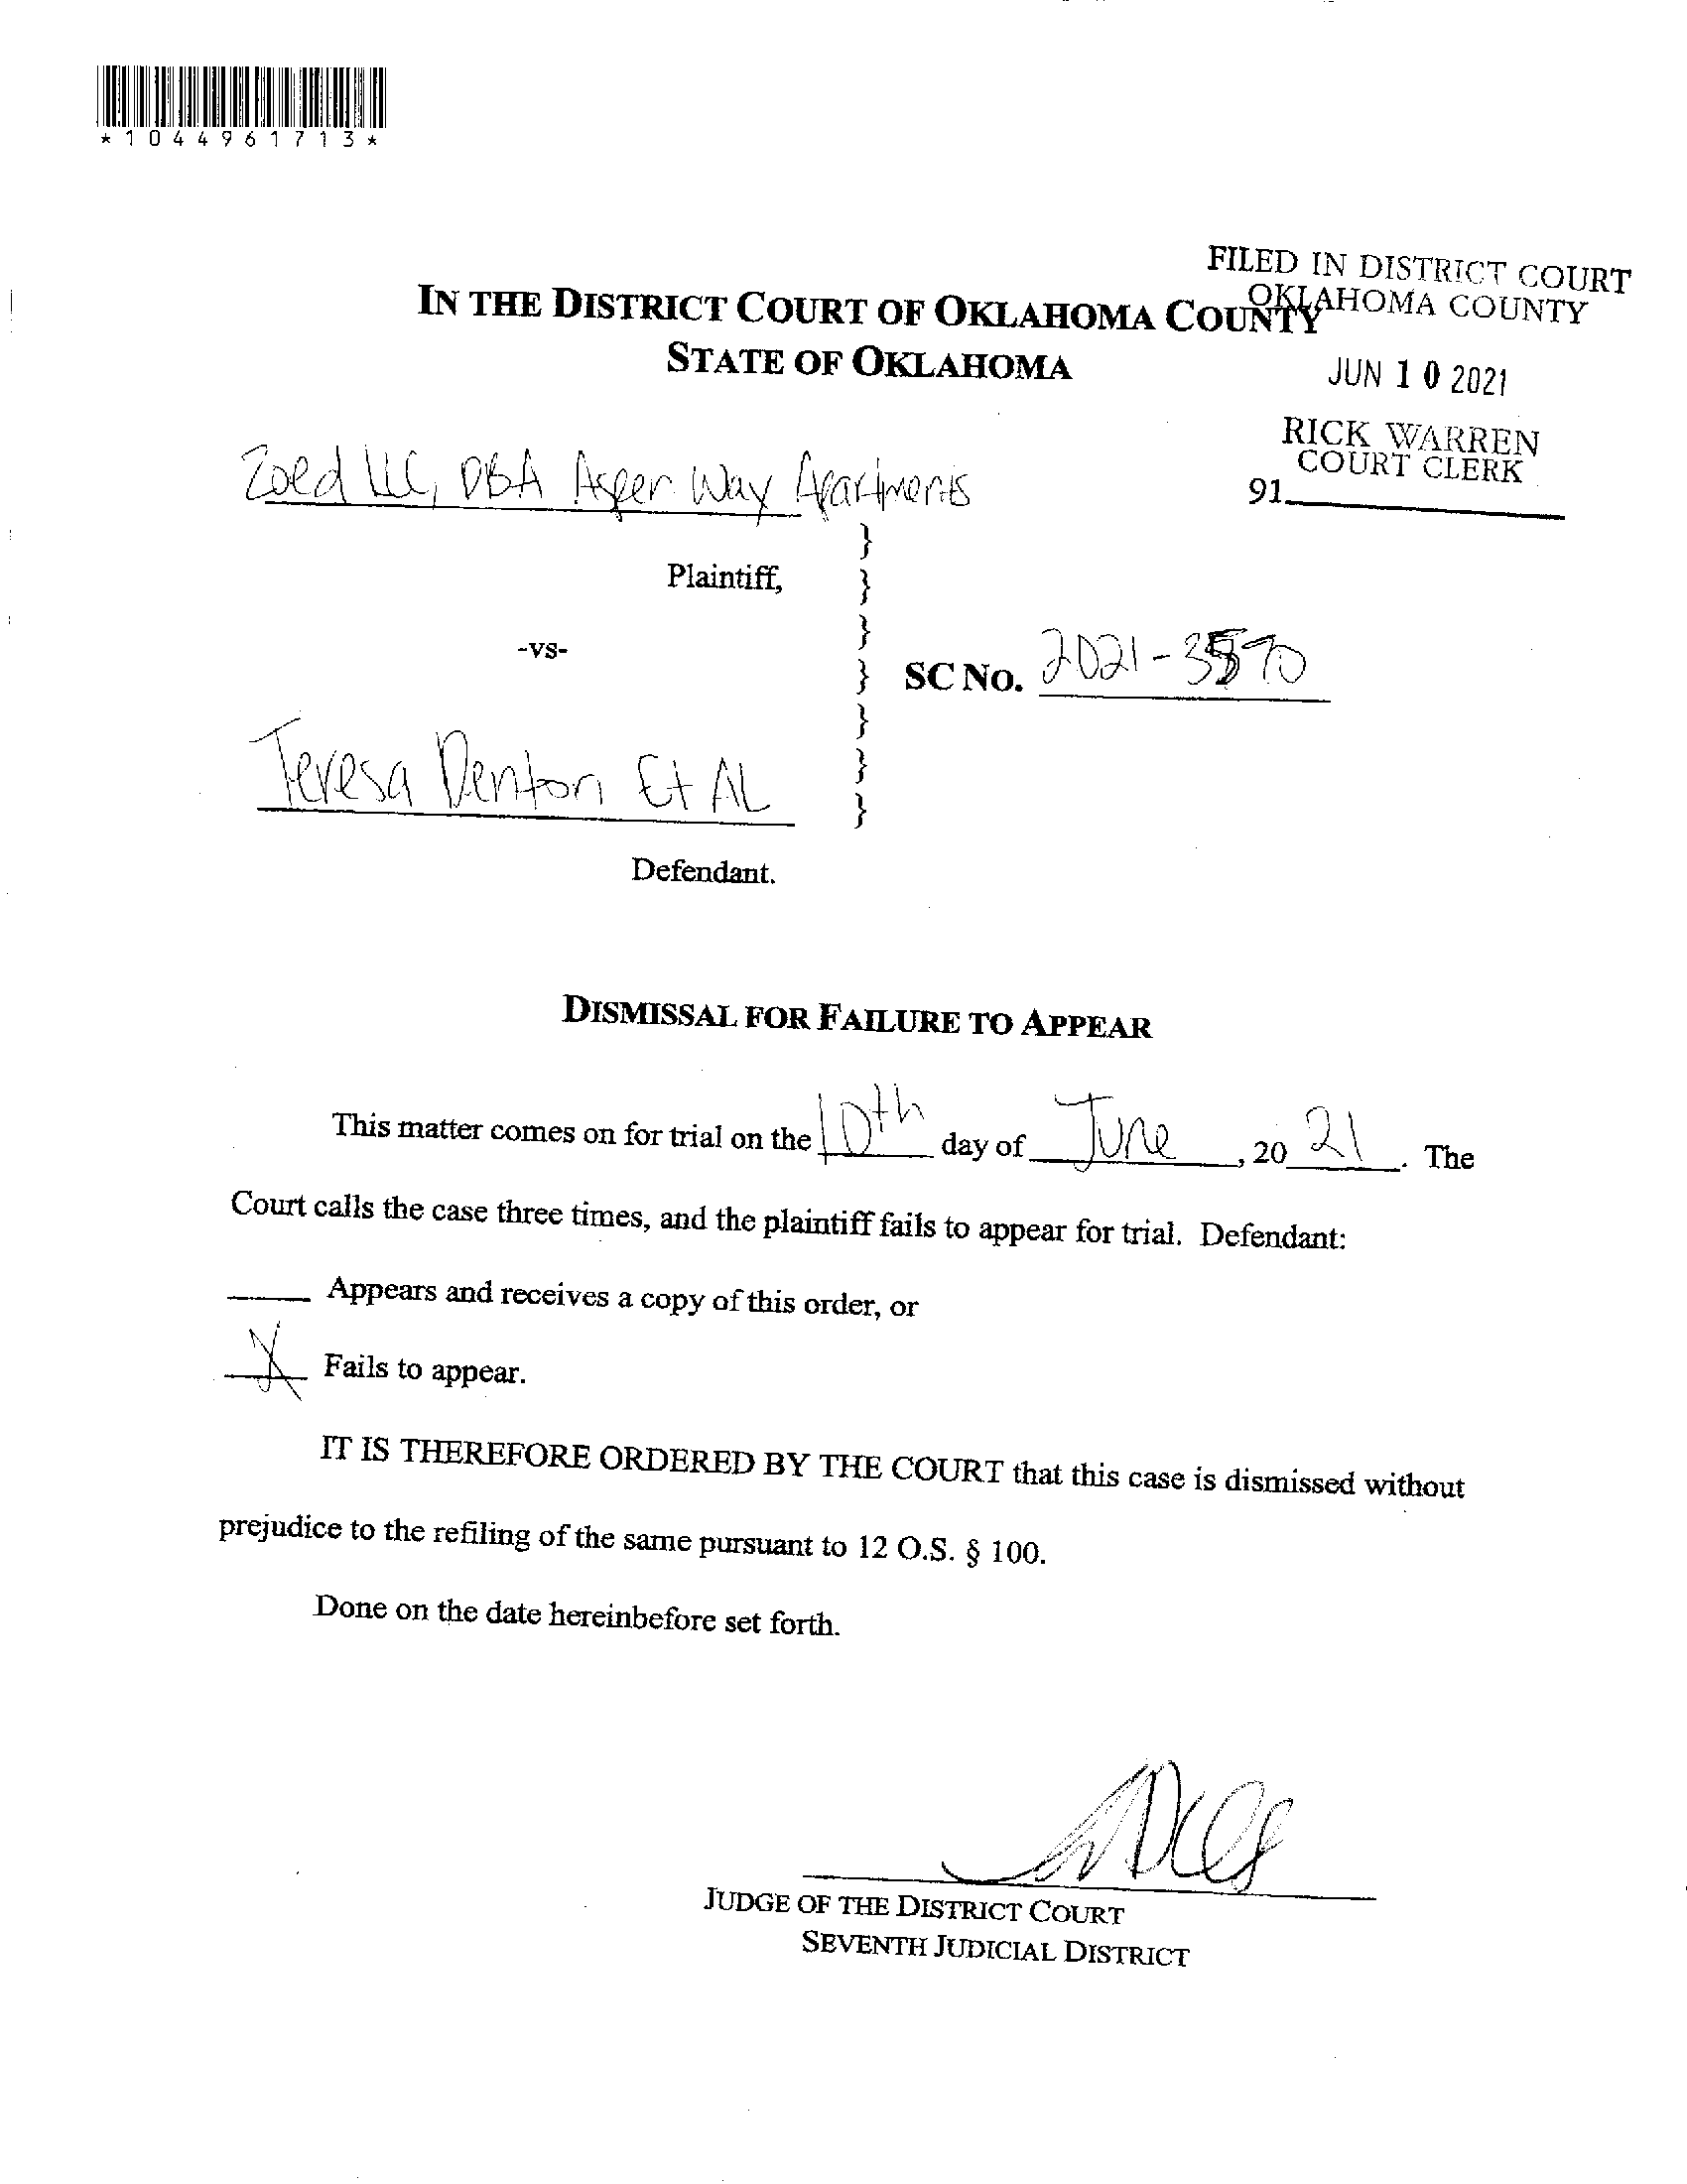 *1044961713*
FILED IN DISTRICT COURT
OKLAHOMA COUNTY
IN THE DISTRICT COURT OF OKLAHOMA COUNTY
STATE OF OKLAHOMA
JUN 10 2021
RICK WARREN
COURT CLERK
91
Zoed LLC, DBA Aspen Way Apartments
}
Plaintiff,
}
}
-vs-
}
SC No. 2021-
}
}
Teresa Denton Et AL
}
Defendant.
DISMISSAL FOR FAILURE TO APPEAR
This matter comes on for trial on the 10th day of June, 20 21. The
Court calls the case three times, and the plaintiff fails to appear for trial. Defendant:
Appears and receives a copy of this order, or
X Fails to appear.
IT IS THEREFORE ORDERED BY THE COURT that this case is dismissed without
prejudice to the refiling of the same pursuant to 12 O.S. § 100.
Done on the date hereinbefore set forth.
JUDGE OF THE DISTRICT COURT
SEVENTH JUDICIAL DISTRICT